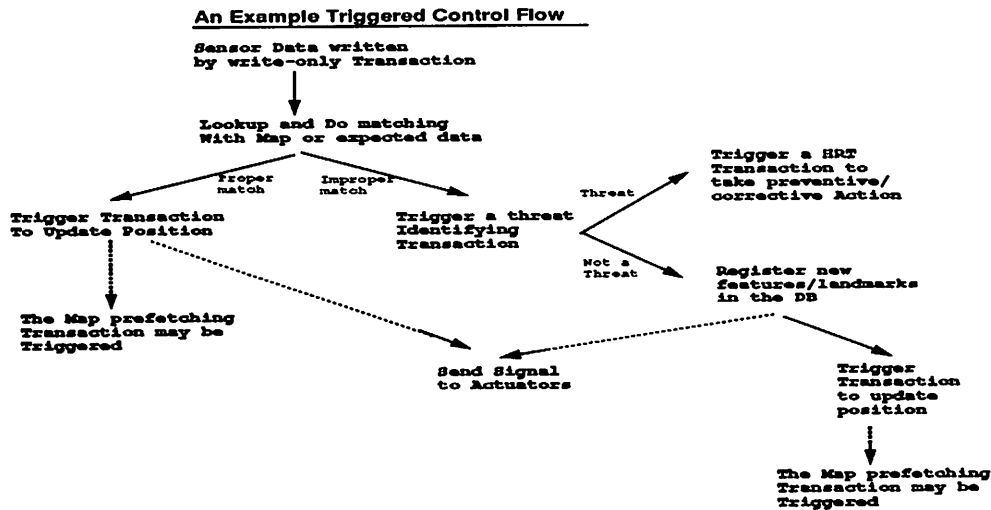 An Example Triggered Control Flow
Sensor Data written
by write-only Transaction
Lookup and Do matching
With Map or expected data
Proper
match
Improper
match
Trigger Transaction
To Update Position
Trigger a threat
Identifying
Transaction
Threat
Not a
Threat
Trigger a HRT
Transaction to
take preventive/
corrective Action
Register new
features/landmarks
in the DB
The Map prefetching
Transaction may be
Triggered
Send Signal
to Actuators
Trigger
Transaction
to update
position
The Map prefetching
Transaction may be
Triggered